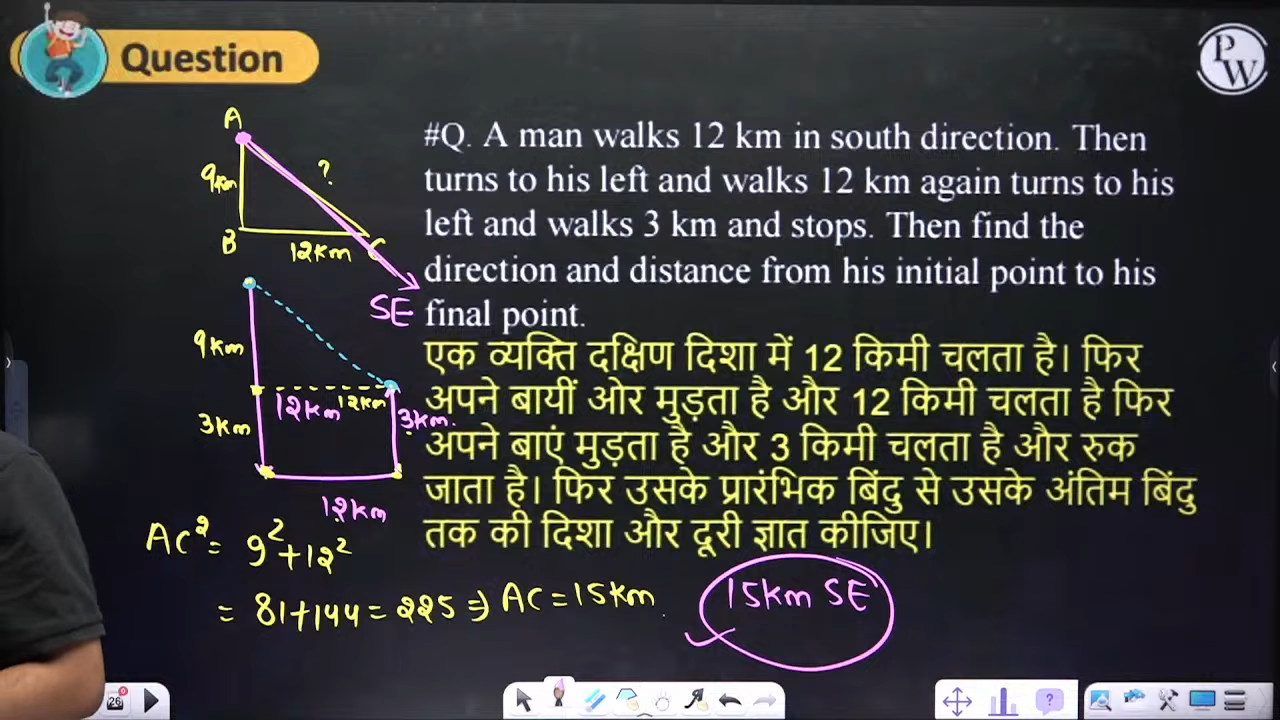 Question
PW
#Q. A man walks 12 km in south direction. Then
turns to his left and walks 12 km again turns to his
left and walks 3 km and stops. Then find the
direction and distance from his initial point to his
final point.
एक व्यक्ति दक्षिण दिशा में 12 किमी चलता है। फिर
अपने बायीं ओर मुड़ता है और 12 किमी चलता है फिर
अपने बाएं मुड़ता है और 3 किमी चलता है और रुक
जाता है। फिर उसके प्रारंभिक बिंदु से उसके अंतिम बिंदु
तक की दिशा और दूरी ज्ञात कीजिए।
A
9km
?
B
12km
C
SE
9km
12km
12km
3km.
3km
12km
AC² = 9² + 12²
= 81+144 = 225 ⇒ AC = 15km.
15km SE
26